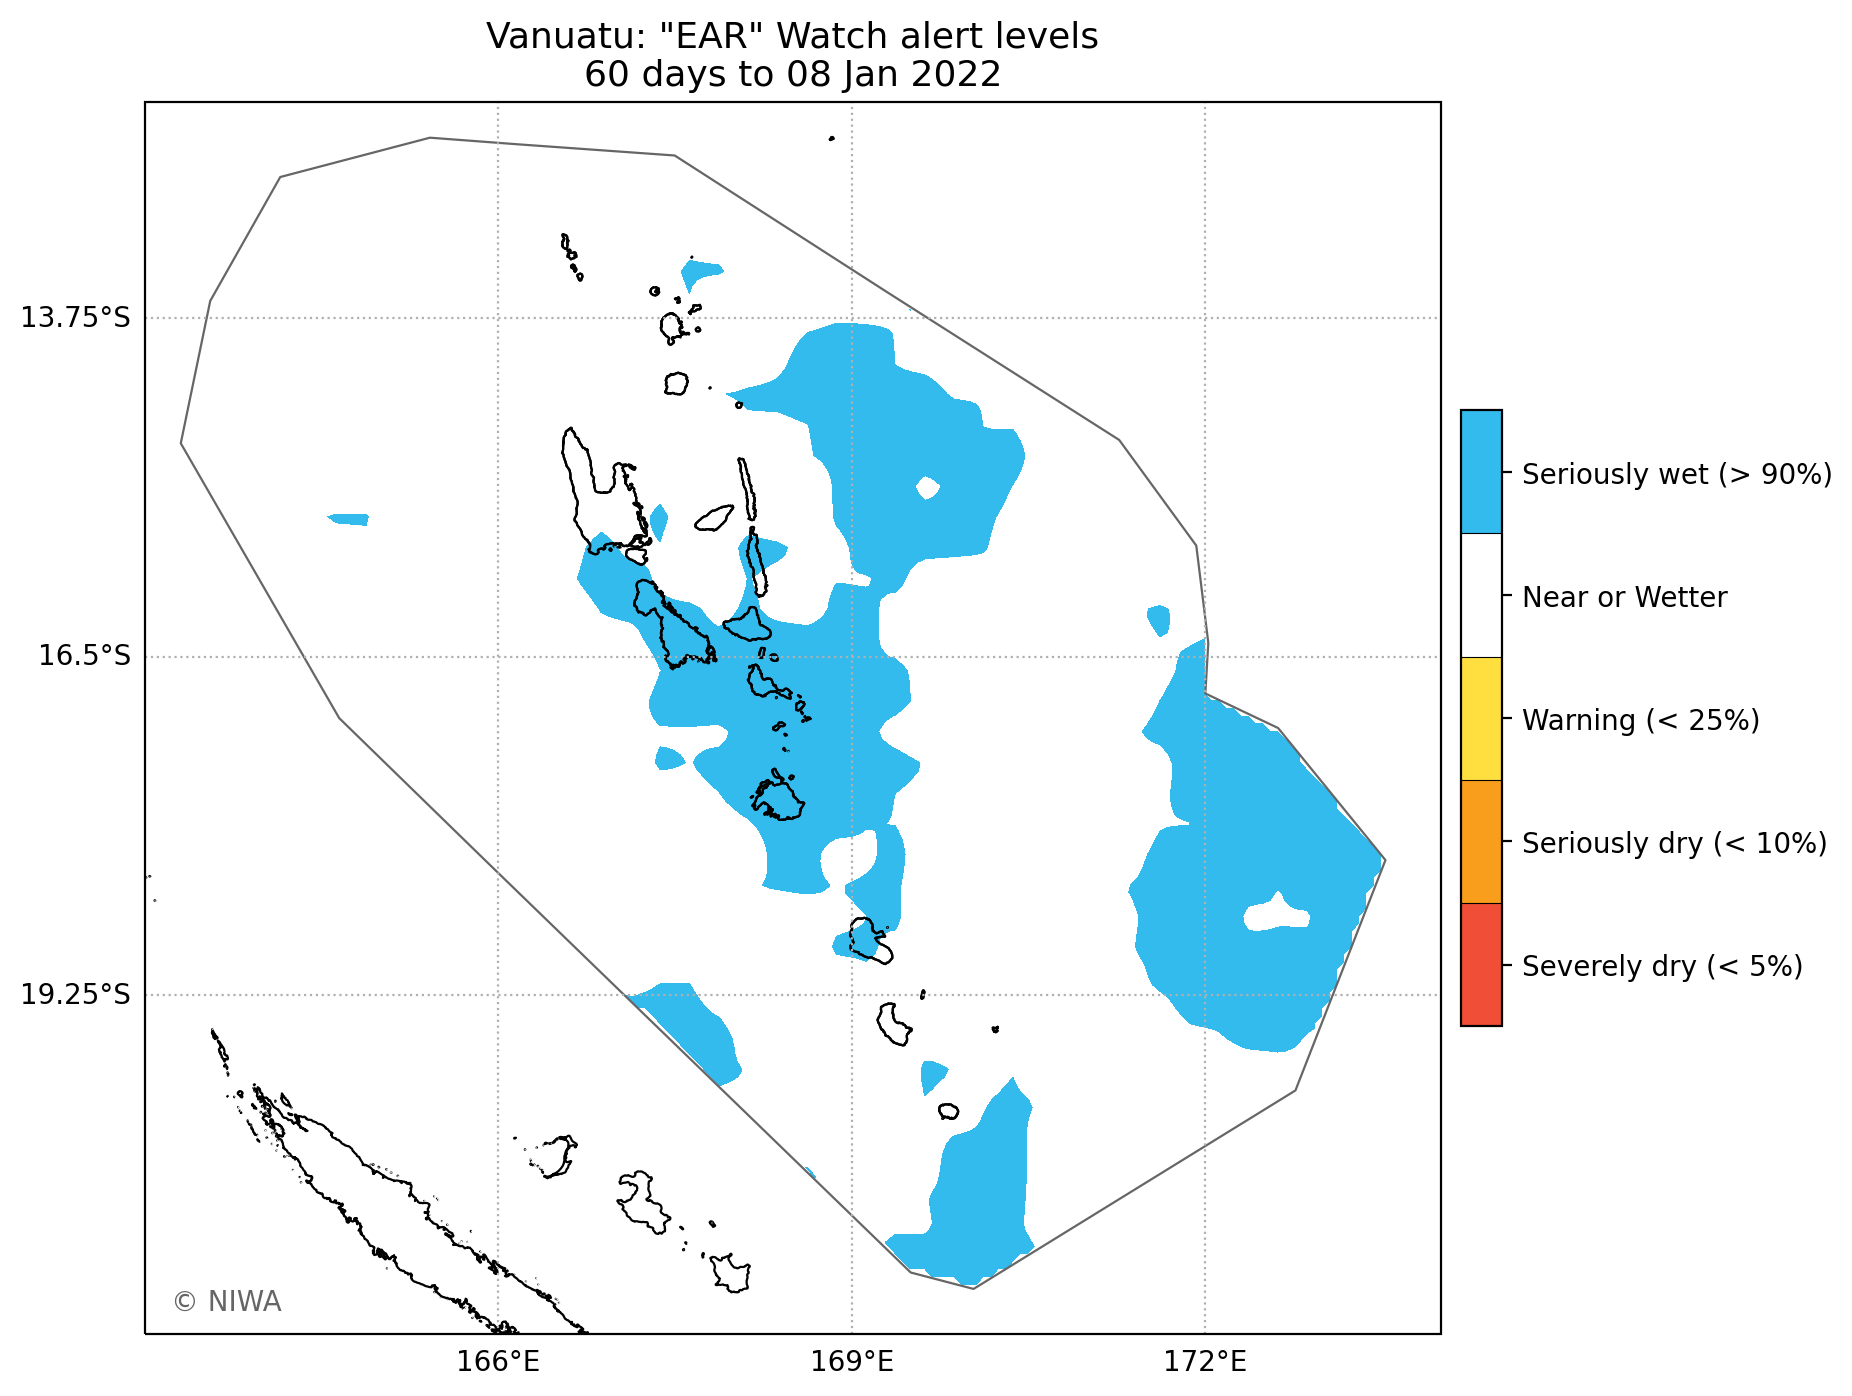 Vanuatu: "EAR" Watch alert levels
60 days to 08 Jan 2022
13.75°S
16.5°S
19.25°S
166°E
169°E
172°E
Seriously wet (> 90%)
Near or Wetter
Warning (< 25%)
Seriously dry (< 10%)
Severely dry (< 5%)
© NIWA